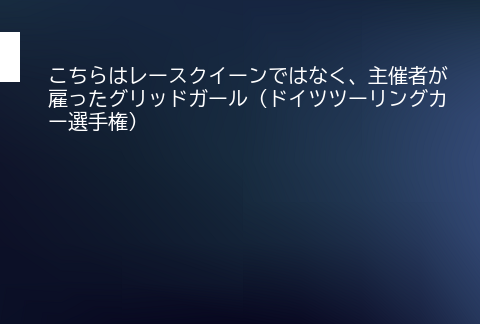 こちらはレースクイーンではなく、主催者が
雇ったグリッドガール（ドイツツーリングカ
ー選手権）